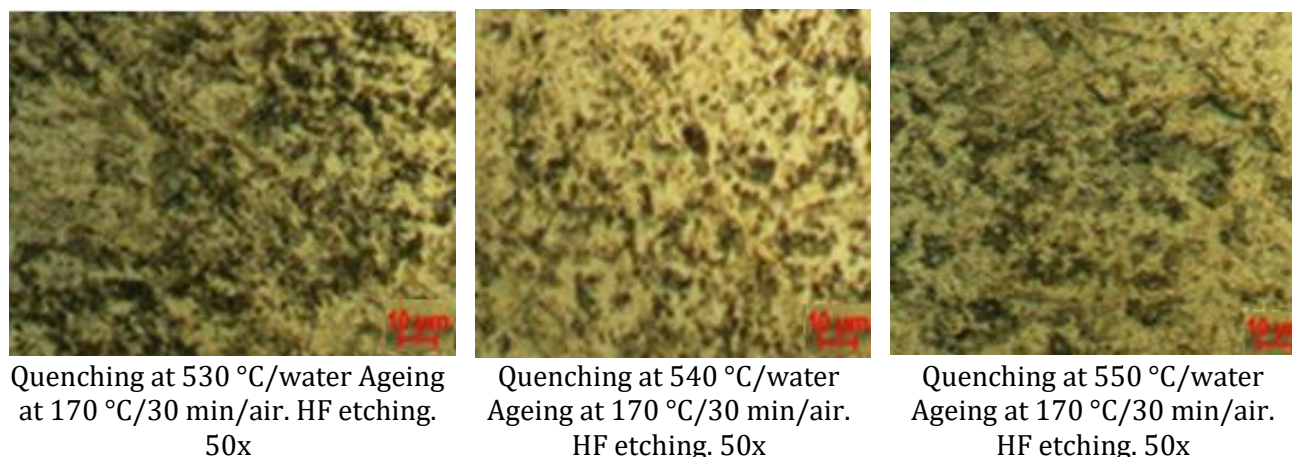 10 µm
10 µm
10 µm
Quenching at 530 °C/water Ageing
at 170 °C/30 min/air. HF etching.
50x
Quenching at 540 °C/water
Ageing at 170 °C/30 min/air.
HF etching. 50x
Quenching at 550 °C/water
Ageing at 170 °C/30 min/air.
HF etching. 50x